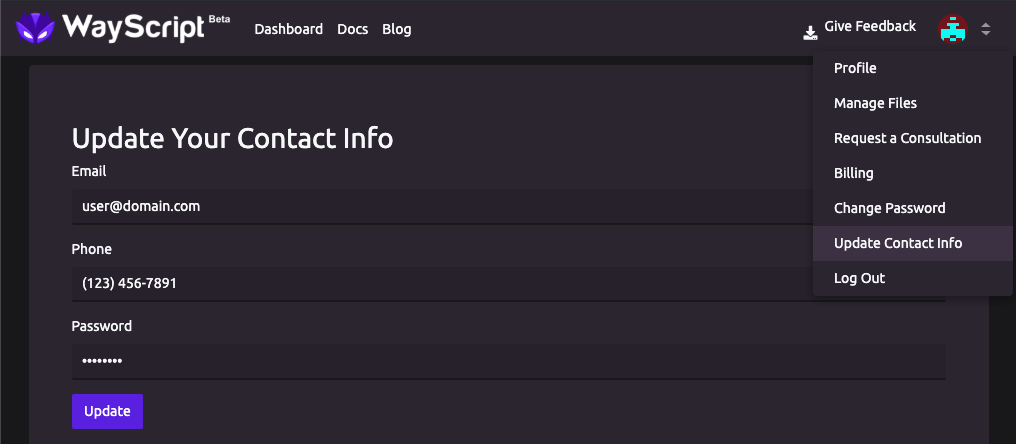 WayScript Beta
Dashboard Docs Blog
Give Feedback
Profile
Manage Files
Request a Consultation
Billing
Change Password
Update Contact Info
Log Out
Update Your Contact Info
Email
user@domain.com
Phone
(123) 456-7891
Password
••••••••
Update